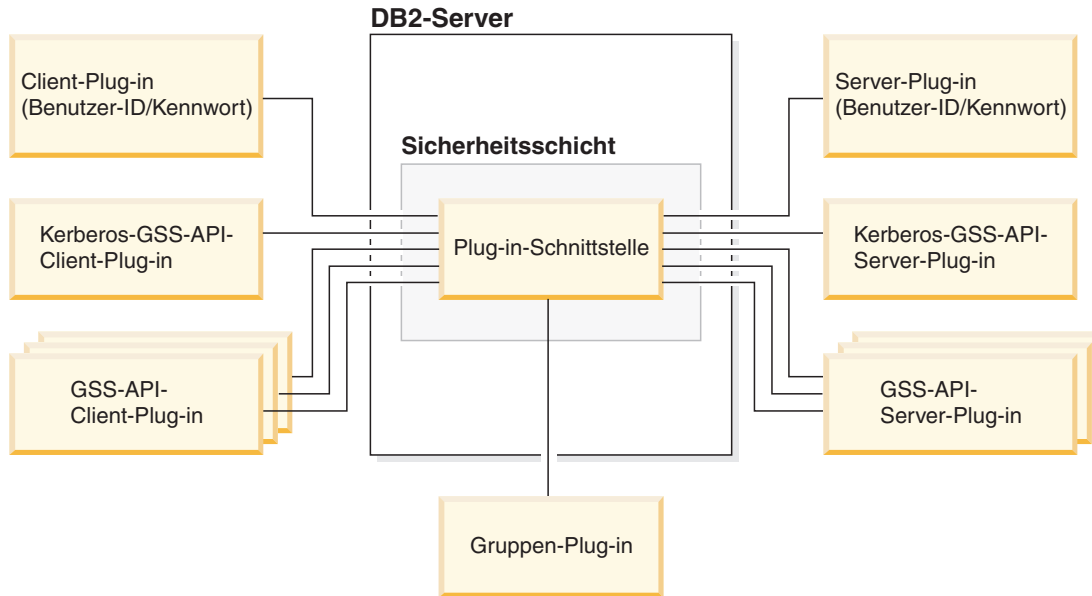 DB2-Server
Client-Plug-in
(Benutzer-ID/Kennwort)
Server-Plug-in
(Benutzer-ID/Kennwort)
Sicherheitsschicht
Kerberos-GSS-API-
Client-Plug-in
Plug-in-Schnittstelle
Kerberos-GSS-API-
Server-Plug-in
GSS-API-
Client-Plug-in
GSS-API-
Server-Plug-in
Gruppen-Plug-in